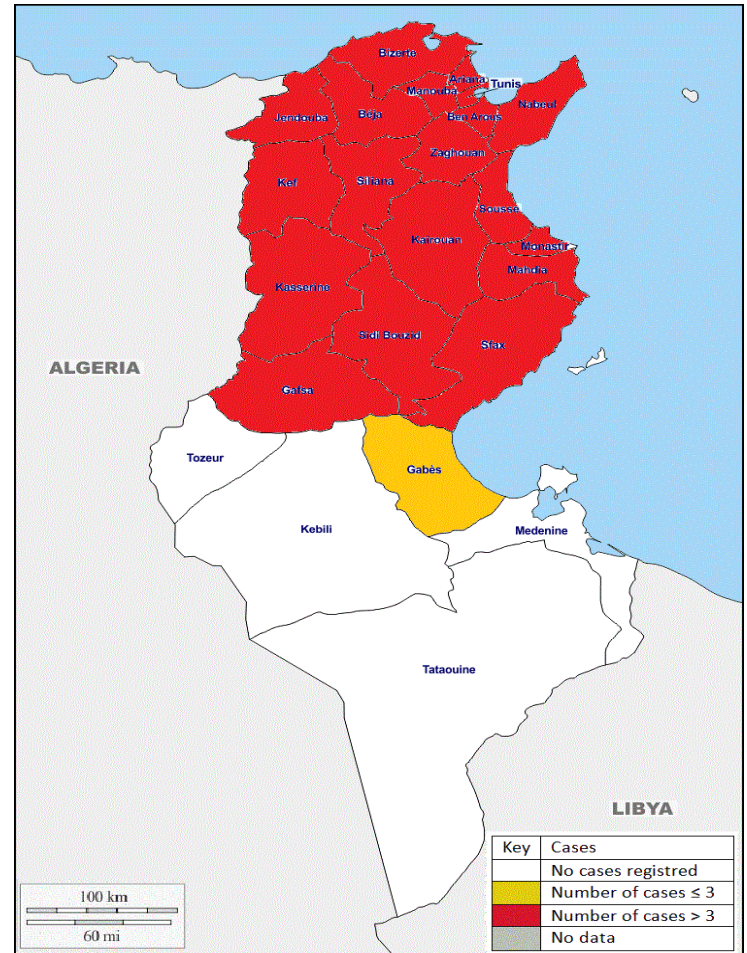 Bizerte
Ariana
Tunis
Manouba
Nabeul
Jendouba
Béja
Ben Arous
Zaghouan
Kef
Siliana
Sousse
Kairouan
Monastir
Mahdia
Kasserine
Sidi Bouzid
Sfax
ALGERIA
Gafsa
Tozeur
Gabès
Kebili
Medenine
Tataouine
LIBYA
Key Cases
No cases registred
Number of cases ≤ 3
Number of cases > 3
No data
100 km
60 mi